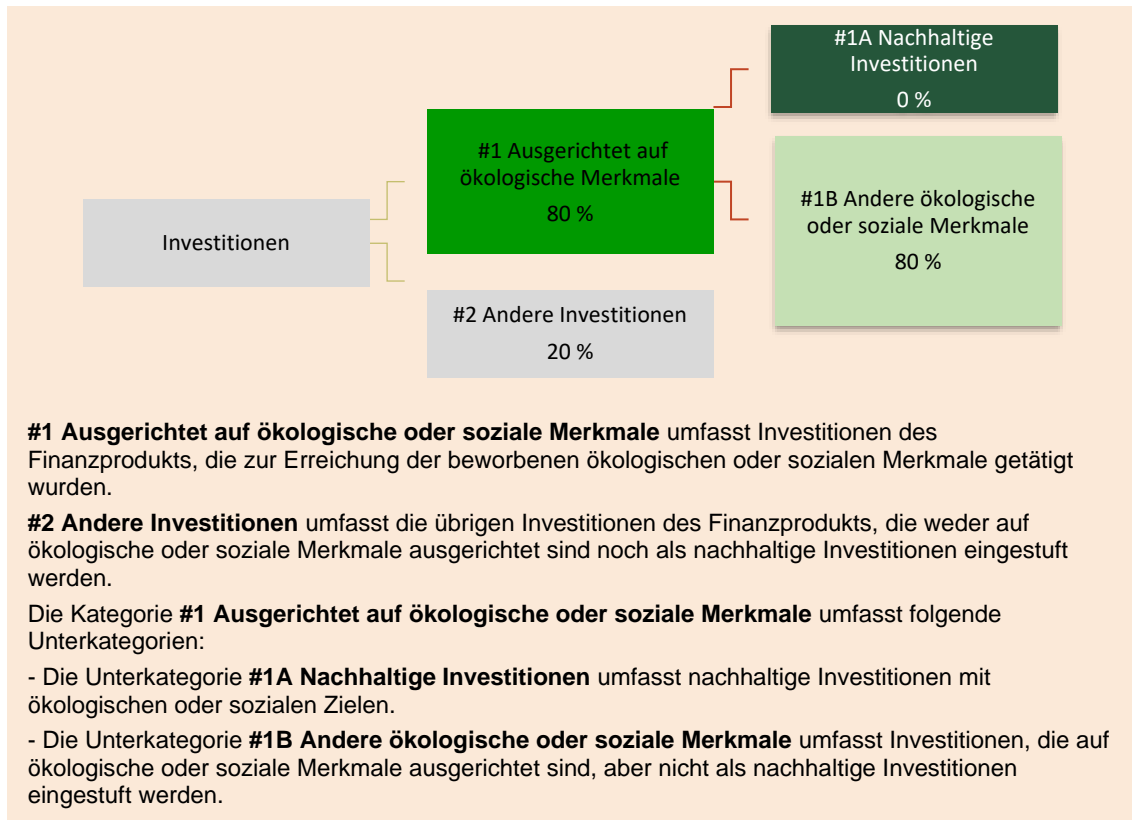 #1A Nachhaltige
Investitionen
0 %
#1 Ausgerichtet auf
ökologische Merkmale
80 %
#1B Andere ökologische
oder soziale Merkmale
80 %
Investitionen
#2 Andere Investitionen
20 %
#1 Ausgerichtet auf ökologische oder soziale Merkmale umfasst Investitionen des
Finanzprodukts, die zur Erreichung der beworbenen ökologischen oder sozialen Merkmale getätigt
wurden.
#2 Andere Investitionen umfasst die übrigen Investitionen des Finanzprodukts, die weder auf
ökologische oder soziale Merkmale ausgerichtet sind noch als nachhaltige Investitionen eingestuft
werden.
Die Kategorie #1 Ausgerichtet auf ökologische oder soziale Merkmale umfasst folgende
Unterkategorien:
- Die Unterkategorie #1A Nachhaltige Investitionen umfasst nachhaltige Investitionen mit
ökologischen oder sozialen Zielen.
- Die Unterkategorie #1B Andere ökologische oder soziale Merkmale umfasst Investitionen, die auf
ökologische oder soziale Merkmale ausgerichtet sind, aber nicht als nachhaltige Investitionen
eingestuft werden.